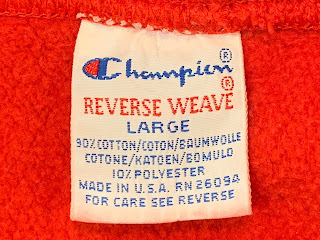 Champion®
®
REVERSE WEAVE
LARGE
90% COTTON/COTON/BAUMWOLLE
COTONE/KATOEN/BOMULD
10% POLYESTER
MADE IN U.S.A. RN 26094
FOR CARE SEE REVERSE